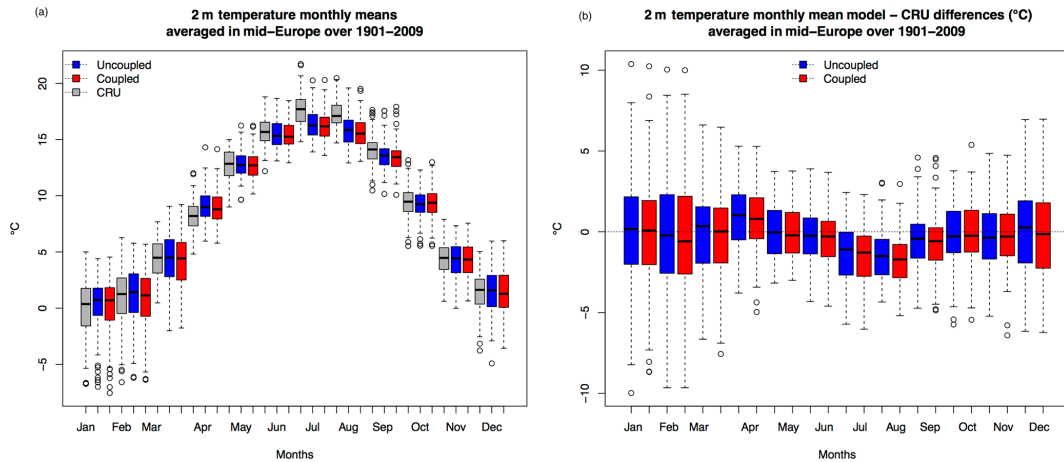 (a)
2 m temperature monthly means
averaged in mid−Europe over 1901−2009
Uncoupled
Coupled
CRU
20
15
10
5
0
−5
°C
Jan Feb Mar Apr May Jun Jul Aug Sep Oct Nov Dec
Months
(b)
2 m temperature monthly mean model − CRU differences (°C)
averaged in mid−Europe over 1901−2009
Uncoupled
Coupled
10
5
0
−5
−10
°C
Jan Feb Mar Apr May Jun Jul Aug Sep Oct Nov Dec
Months